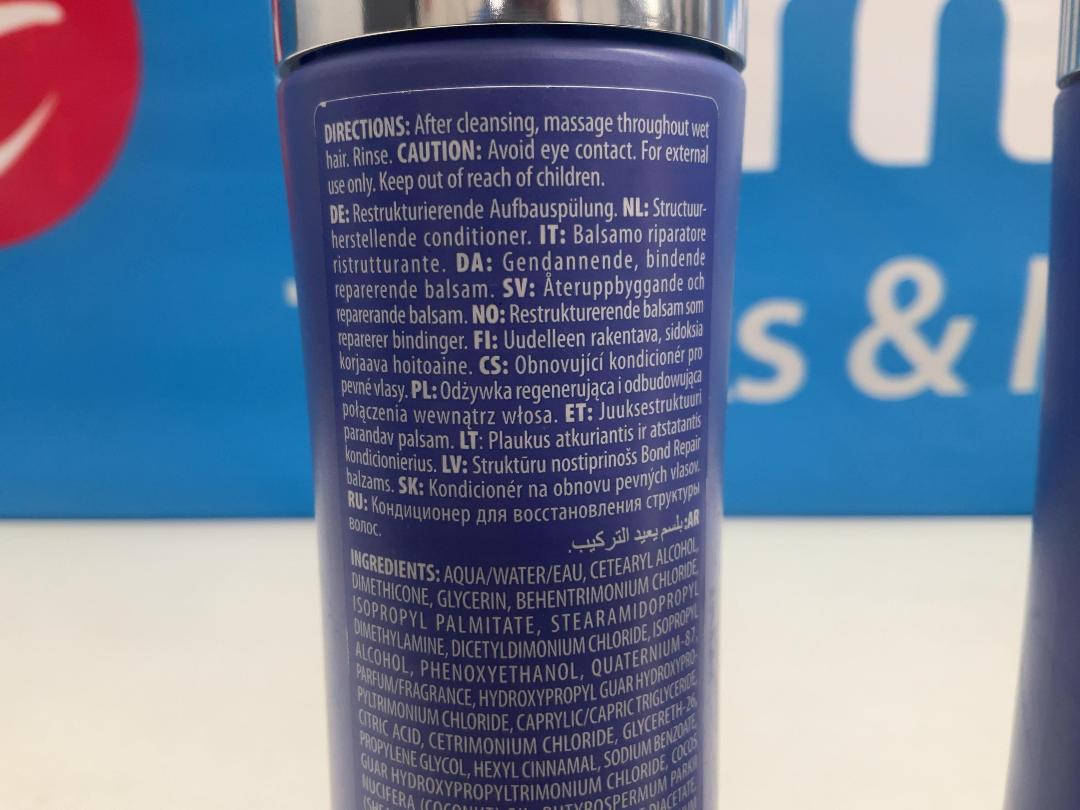 DIRECTIONS: After cleansing, massage throughout wet
hair. Rinse. CAUTION: Avoid eye contact. For external
use only. Keep out of reach of children.
DE: Restrukturierende Aufbauspülung. NL: Structuur-
herstellende conditioner. IT: Balsamo riparatore
ristrutturante. DA: Gendannende, bindende
reparerende balsam. SV: Återuppbyggande och
reparerande balsam. NO: Restrukturerende balsam som
reparerer bindinger. FI: Uudelleen rakentava, sidoksia
korjaava hoitoaine. CS: Obnovující kondicionér pro
pevné vlasy. PL: Odżywka regenerująca i odbudowująca
połączenia wewnątrz włosa. ET: Juuksestruktuuri
parandav palsam. LT: Plaukus atkuriantis ir atstatantis
kondicionierius. LV: Struktūru nostiprinošs Bond Repair
balzams. SK: Kondicionér na obnovu pevných vlasov.
RU: Кондиционер для восстановления структуры
волос.
AR: بلسم يعيد التركيب.
INGREDIENTS: AQUA/WATER/EAU, CETEARYL ALCOHOL,
DIMETHICONE, GLYCERIN, BEHENTRIMONIUM CHLORIDE,
ISOPROPYL PALMITATE, STEARAMIDOPROPYL
DIMETHYLAMINE, DICETYLDIMONIUM CHLORIDE, ISOPROPYL
ALCOHOL, PHENOXYETHANOL, QUATERNIUM-87,
PARFUM/FRAGRANCE, HYDROXYPROPYL GUAR HYDROXYPRO-
PYLTRIMONIUM CHLORIDE, CAPRYLIC/CAPRIC TRIGLYCERIDE,
CITRIC ACID, CETRIMONIUM CHLORIDE, GLYCERETH-26,
PROPYLENE GLYCOL, HEXYL CINNAMAL, SODIUM BENZOATE,
GUAR HYDROXYPROPYLTRIMONIUM CHLORIDE, COCOS
NUCIFERA (COCONUT) OIL, BUTYROSPERMUM PARKII
s &